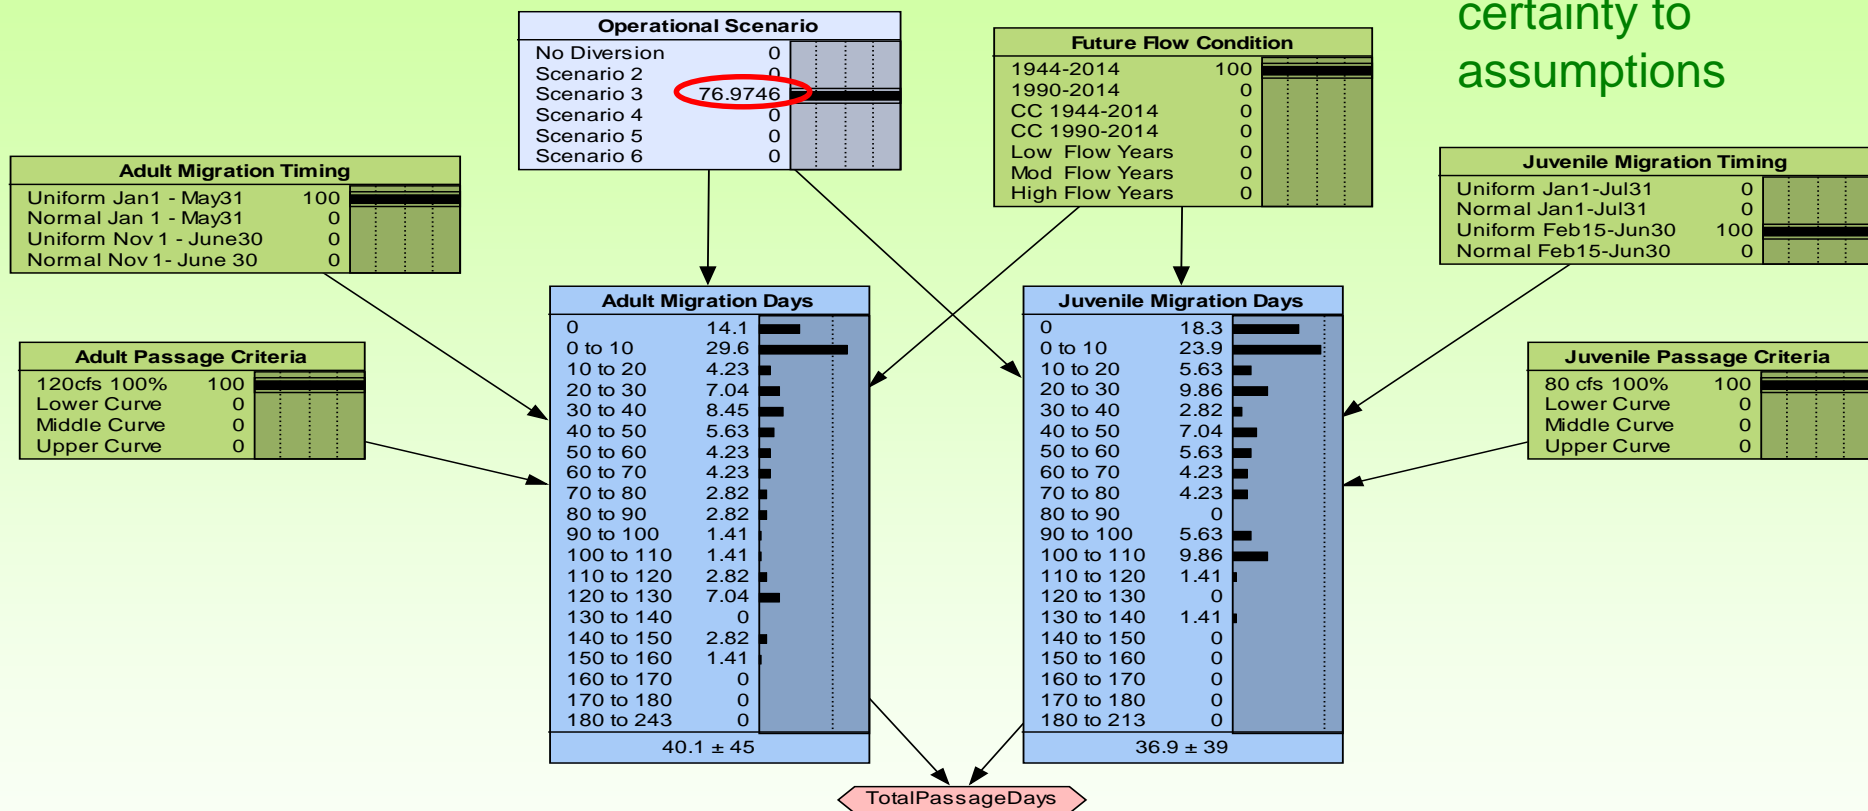 certainty to
assumptions
Operational Scenario
No Diversion 0
Scenario 2 0
Scenario 3 76.9746
Scenario 4 0
Scenario 5 0
Scenario 6 0
Future Flow Condition
1944-2014 100
1990-2014 0
CC 1944-2014 0
CC 1990-2014 0
Low Flow Years 0
Mod Flow Years 0
High Flow Years 0
Adult Migration Timing
Uniform Jan1 - May31 100
Normal Jan 1 - May31 0
Uniform Nov 1 - June30 0
Normal Nov 1- June 30 0
Juvenile Migration Timing
Uniform Jan1-Jul31 0
Normal Jan1-Jul31 0
Uniform Feb15-Jun30 100
Normal Feb15-Jun30 0
Adult Passage Criteria
120cfs 100% 100
Lower Curve 0
Middle Curve 0
Upper Curve 0
Adult Migration Days
0 14.1
0 to 10 29.6
10 to 20 4.23
20 to 30 7.04
30 to 40 8.45
40 to 50 5.63
50 to 60 4.23
60 to 70 4.23
70 to 80 2.82
80 to 90 2.82
90 to 100 1.41
100 to 110 1.41
110 to 120 2.82
120 to 130 7.04
130 to 140 0
140 to 150 2.82
150 to 160 1.41
160 to 170 0
170 to 180 0
180 to 243 0
40.1 ± 45
Juvenile Migration Days
0 18.3
0 to 10 23.9
10 to 20 5.63
20 to 30 9.86
30 to 40 2.82
40 to 50 7.04
50 to 60 5.63
60 to 70 4.23
70 to 80 4.23
80 to 90 0
90 to 100 5.63
100 to 110 9.86
110 to 120 1.41
120 to 130 0
130 to 140 1.41
140 to 150 0
150 to 160 0
160 to 170 0
170 to 180 0
180 to 213 0
36.9 ± 39
Juvenile Passage Criteria
80 cfs 100% 100
Lower Curve 0
Middle Curve 0
Upper Curve 0
TotalPassageDays